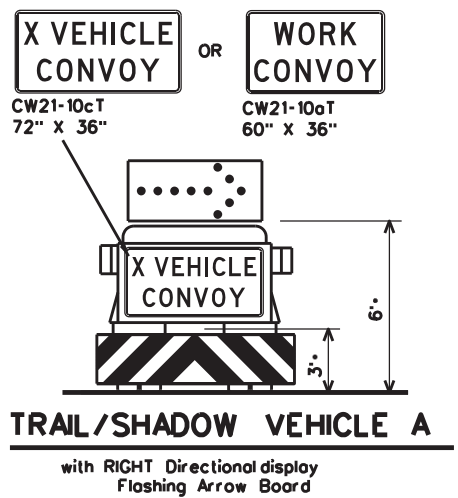 X VEHICLE
CONVOY
OR
WORK
CONVOY
CW21-10cT
72" X 36"
CW21-10aT
60" X 36"
X VEHICLE
CONVOY
6'+
3'+
TRAIL/SHADOW VEHICLE A
with RIGHT Directional display
Flashing Arrow Board